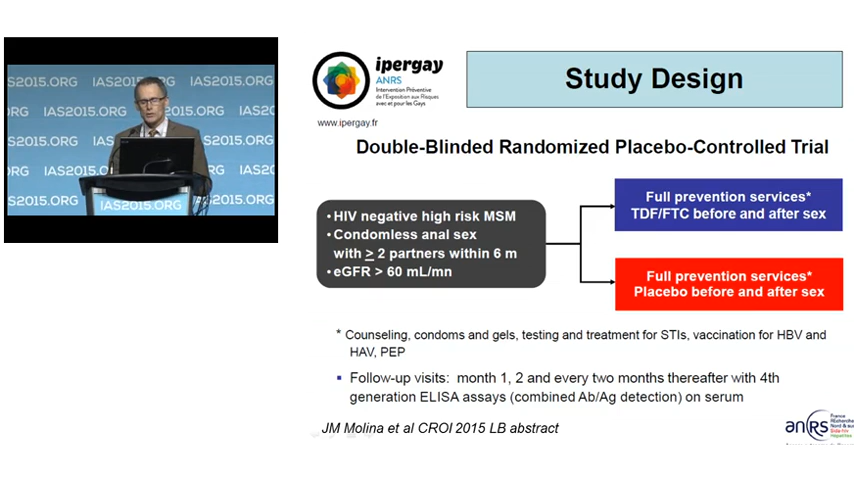 IAS2015.ORG IAS2015.ORG IAS2015.ORG
IAS2015.ORG IAS2015.ORG
IAS2015.ORG IAS2015.ORG
IAS2015.ORG IAS2015.ORG
IAS2015.ORG
IAS2015.ORG
ipergay
ANRS
Intervention Préventive
de l'Exposition aux Risques
avec et pour les Gays
www.ipergay.fr
Study Design
Double-Blinded Randomized Placebo-Controlled Trial
• HIV negative high risk MSM
• Condomless anal sex
with > 2 partners within 6 m
• eGFR > 60 mL/mn
Full prevention services*
TDF/FTC before and after sex
Full prevention services*
Placebo before and after sex
* Counseling, condoms and gels, testing and treatment for STIs, vaccination for HBV and
HAV, PEP
▪ Follow-up visits: month 1, 2 and every two months thereafter with 4th
generation ELISA assays (combined Ab/Ag detection) on serum
JM Molina et al CROI 2015 LB abstract
anRS
France
REcherche
Nord & sud
Sida-hiv
Hépatites